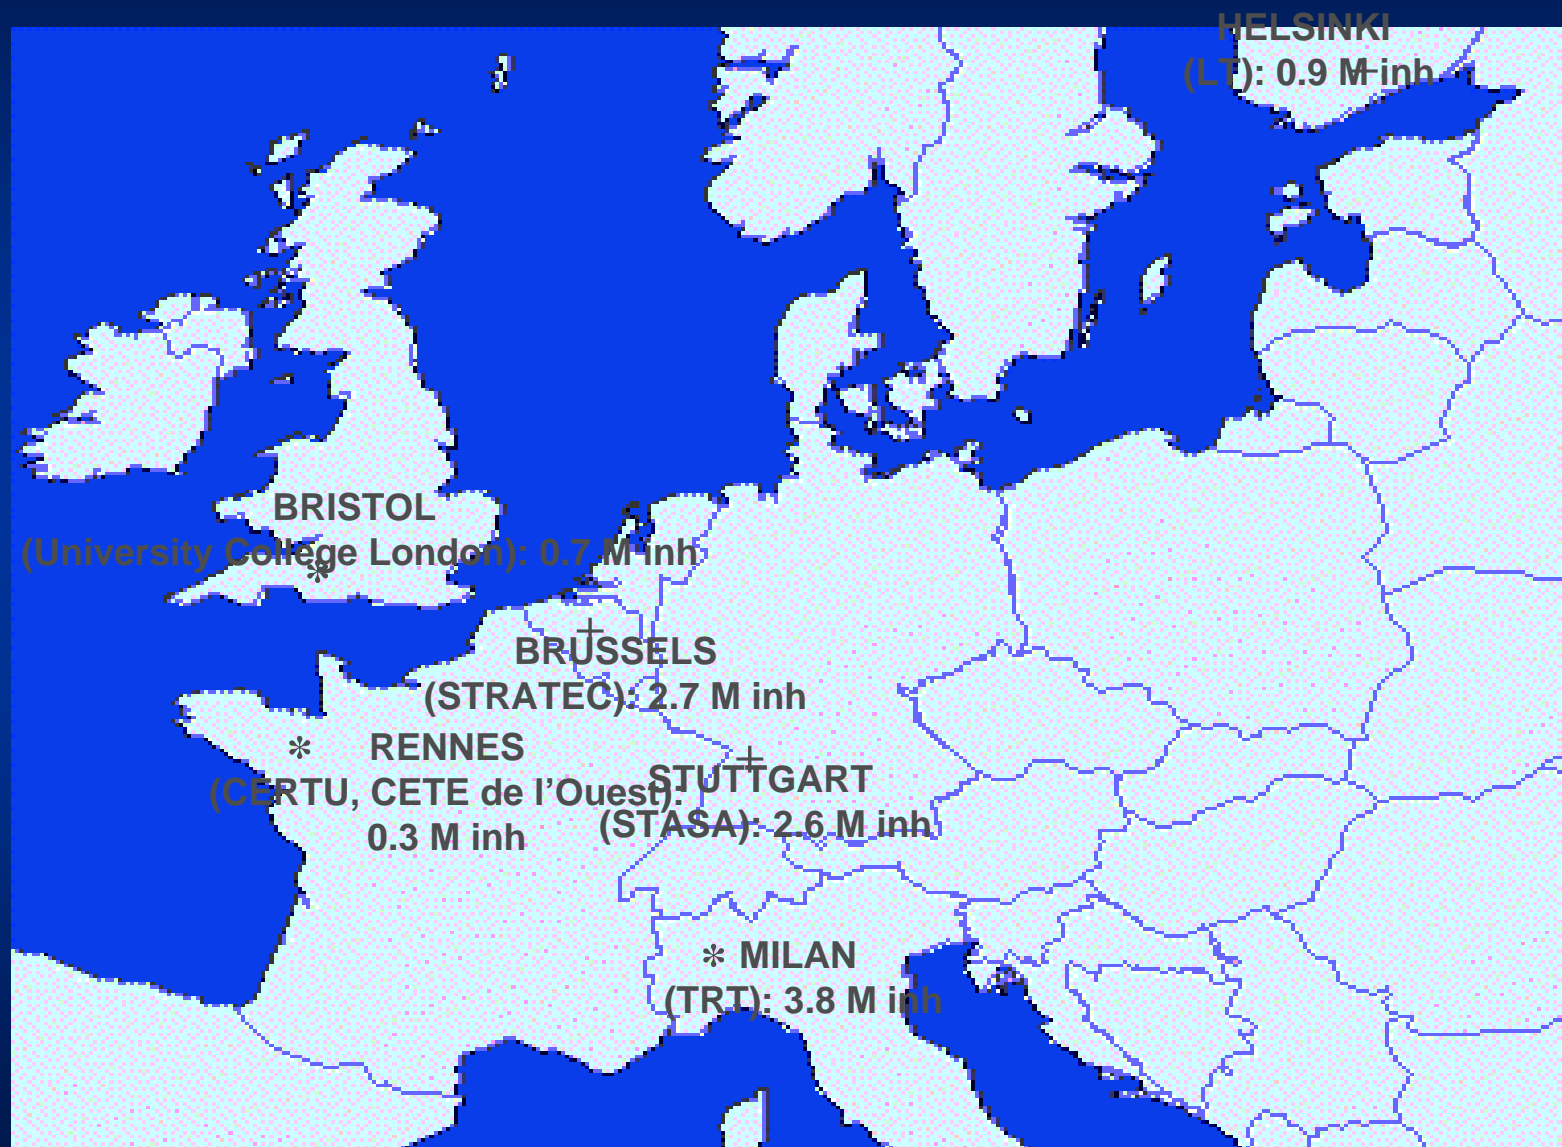 HELSINKI
(LT): 0.9 M inh
BRISTOL
(University College London): 0.7 M inh
BRUSSELS
(STRATEC): 2.7 M inh
RENNES
(CERTU, CETE de l’Ouest):
0.3 M inh
STUTTGART
(STASA): 2.6 M inh
MILAN
(TRT): 3.8 M inh